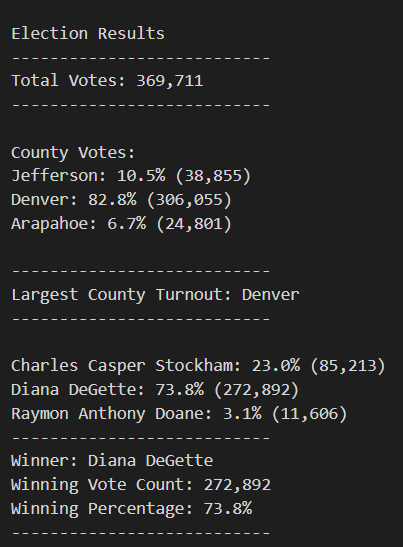 Election Results
---------------------------
Total Votes: 369,711
---------------------------
County Votes:
Jefferson: 10.5% (38,855)
Denver: 82.8% (306,055)
Arapahoe: 6.7% (24,801)
---------------------------
Largest County Turnout: Denver
---------------------------
Charles Casper Stockham: 23.0% (85,213)
Diana DeGette: 73.8% (272,892)
Raymon Anthony Doane: 3.1% (11,606)
---------------------------
Winner: Diana DeGette
Winning Vote Count: 272,892
Winning Percentage: 73.8%
---------------------------